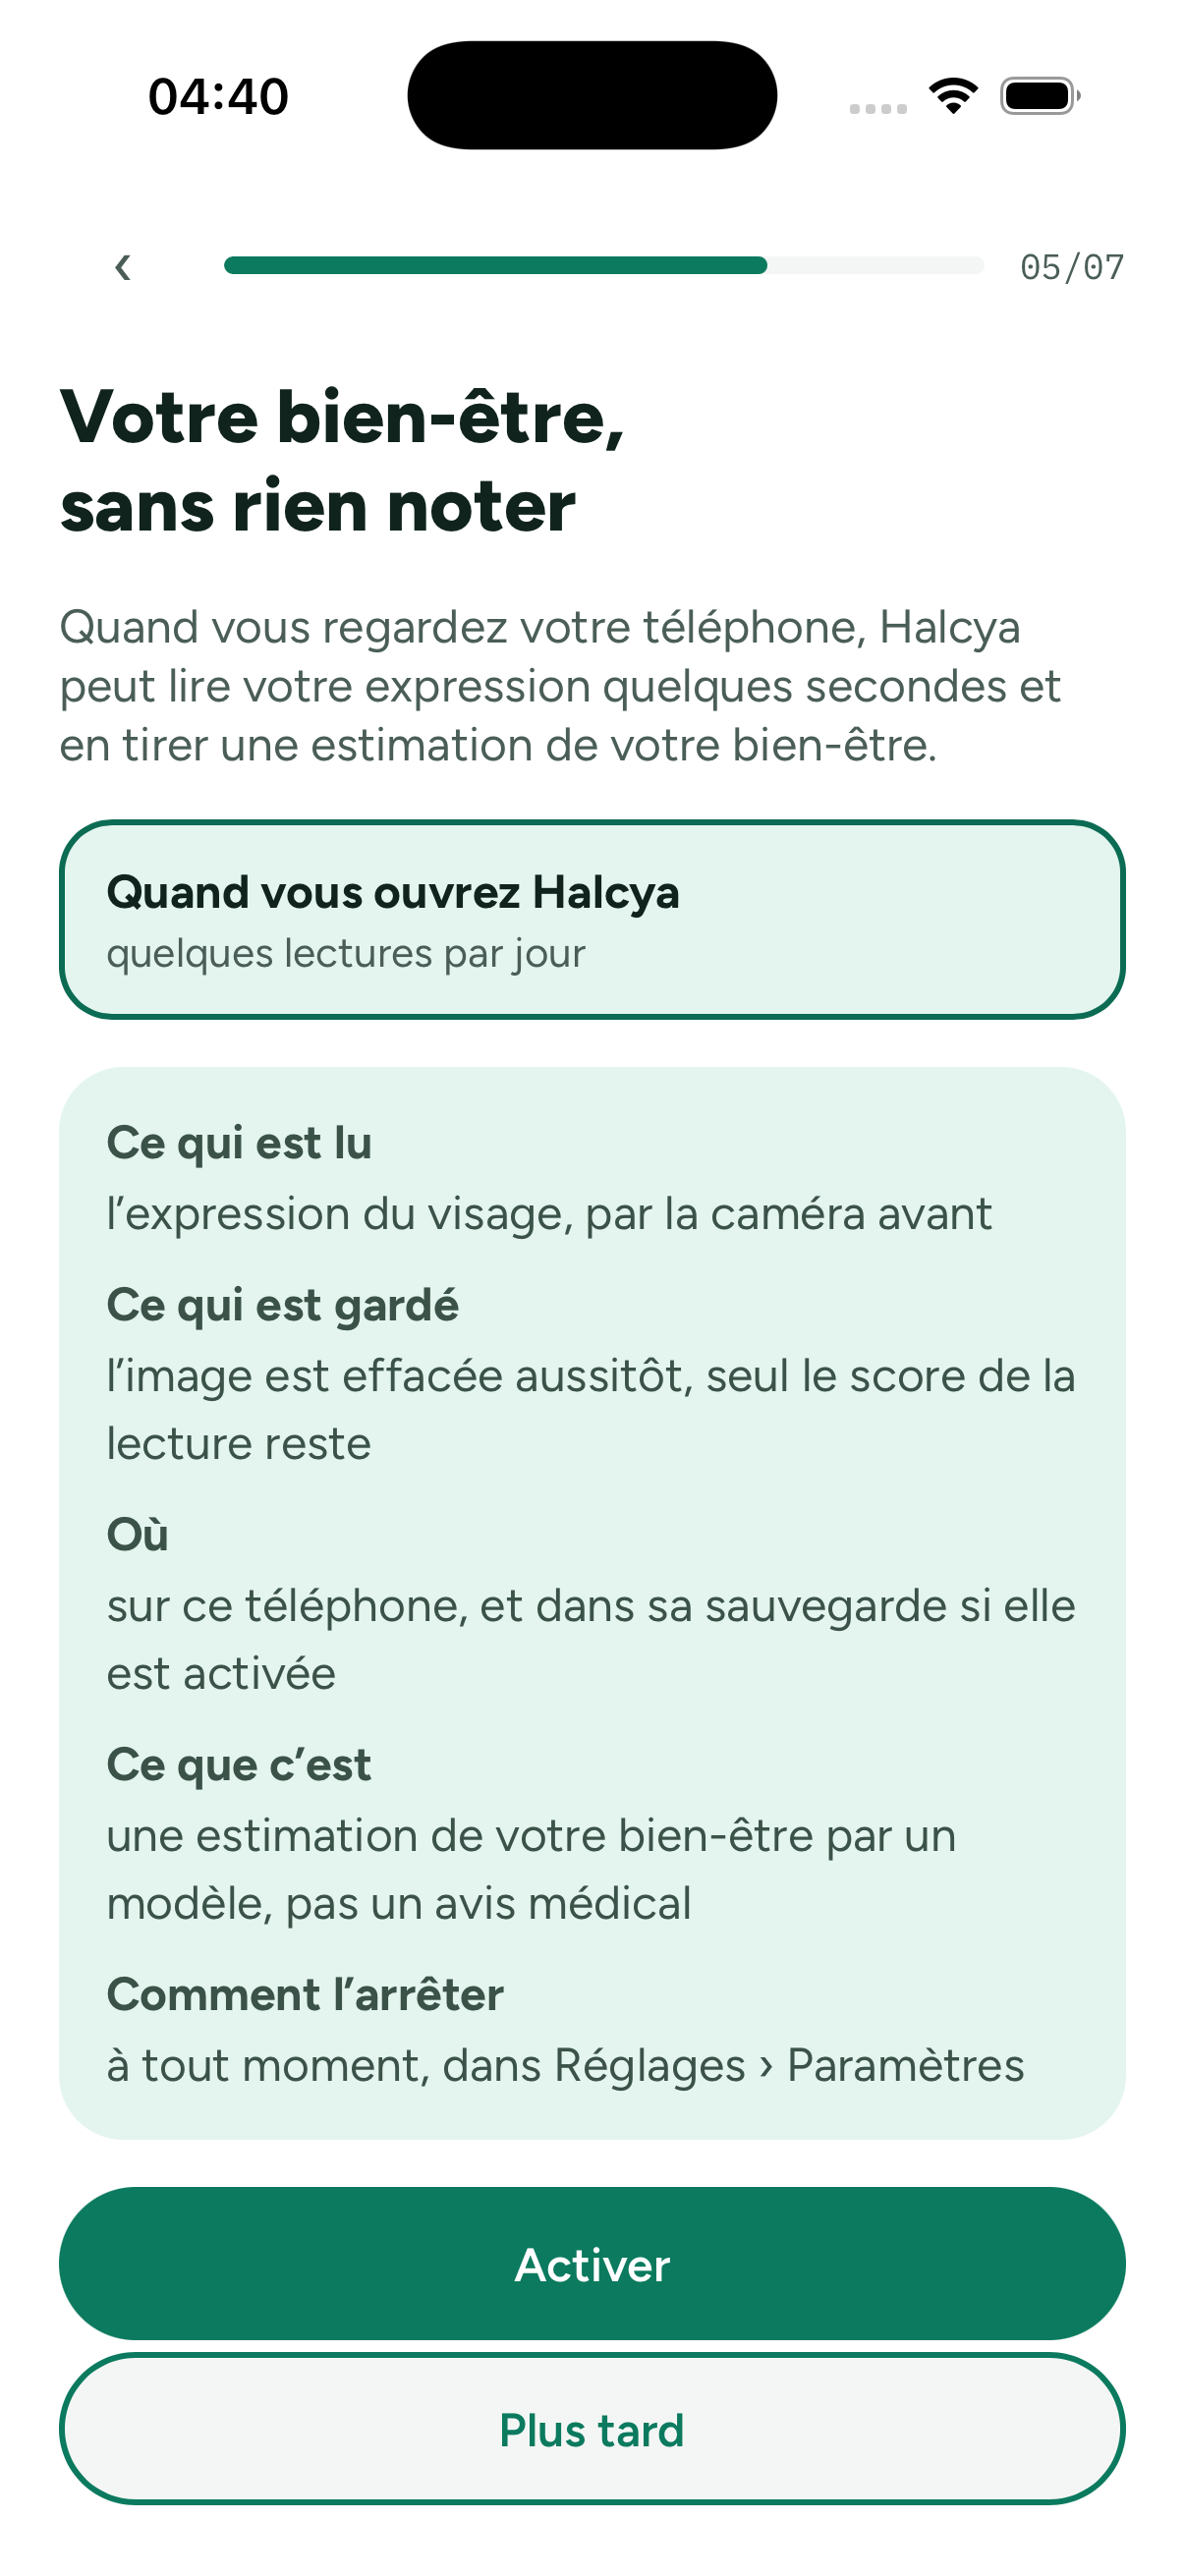 04:40
‹
05/07
Votre bien-être,
sans rien noter
Quand vous regardez votre téléphone, Halcya
peut lire votre expression quelques secondes et
en tirer une estimation de votre bien-être.
Quand vous ouvrez Halcya
quelques lectures par jour
Ce qui est lu
l’expression du visage, par la caméra avant
Ce qui est gardé
l’image est effacée aussitôt, seul le score de la
lecture reste
Où
sur ce téléphone, et dans sa sauvegarde si elle
est activée
Ce que c’est
une estimation de votre bien-être par un
modèle, pas un avis médical
Comment l’arrêter
à tout moment, dans Réglages › Paramètres
Activer
Plus tard